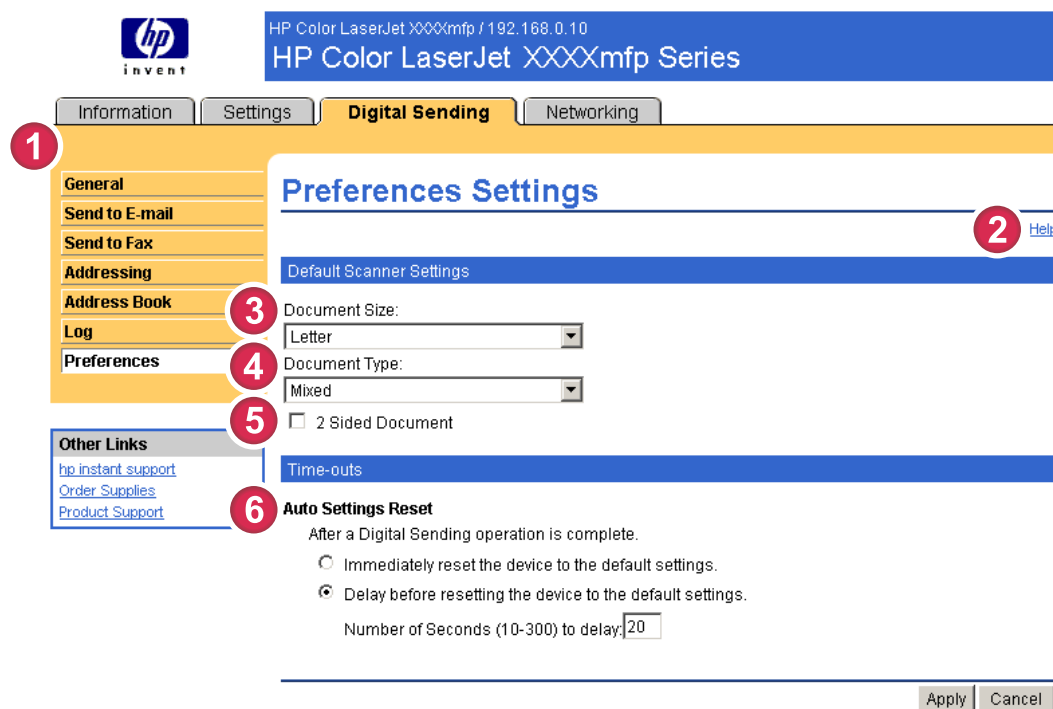 hp
invent
HP Color LaserJet XXXXmfp / 192.168.0.10
HP Color LaserJet XXXXmfp Series
Information
Settings
Digital Sending
Networking
1
General
Send to E-mail
Send to Fax
Addressing
Address Book
Log
Preferences
Other Links
hp instant support
Order Supplies
Product Support
Preferences Settings
2
Help
Default Scanner Settings
3
Document Size:
Letter
4
Document Type:
Mixed
5
2 Sided Document
Time-outs
6
Auto Settings Reset
After a Digital Sending operation is complete.
Immediately reset the device to the default settings.
Delay before resetting the device to the default settings.
Number of Seconds (10-300) to delay: 20
Apply
Cancel